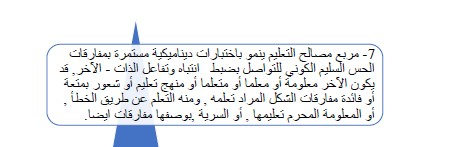 7- مربع مصالح التعليم ينمو باختبارات ديناميكية مستمرة بمفارقات
الحس السليم الكوني للتواصل بضبط انتباه وتفاعل الذات - الآخر, قد
يكون الآخر معلومة أو معلما أو متعلما أو منهج تعليم أو شعور بمتعة
أو فائدة مفارقات الشكل المراد تعلمه , ومنه التعلم عن طريق الخطأ ,
أو المعلومة المحرم تعليمها , أو السرية ,بوصفها مفارقات ايضا.